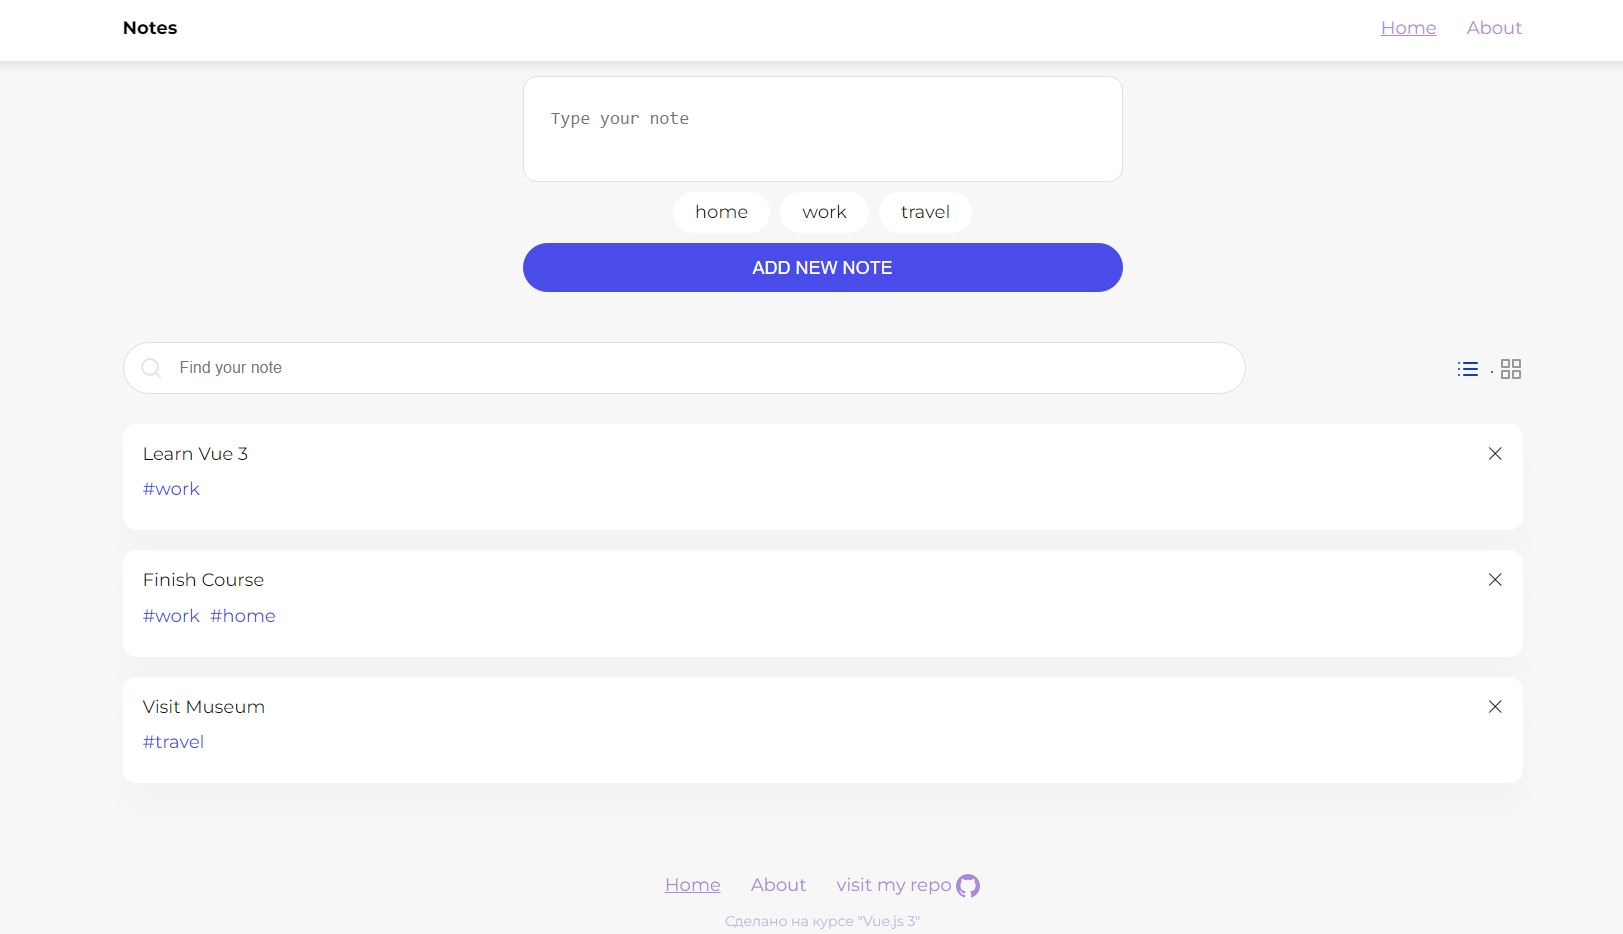 Notes Home About
Type your note
home work travel
ADD NEW NOTE
Find your note
Learn Vue 3
#work
Finish Course
#work #home
Visit Museum
#travel
Home About visit my repo
Сделано на курсе "Vue.js 3"